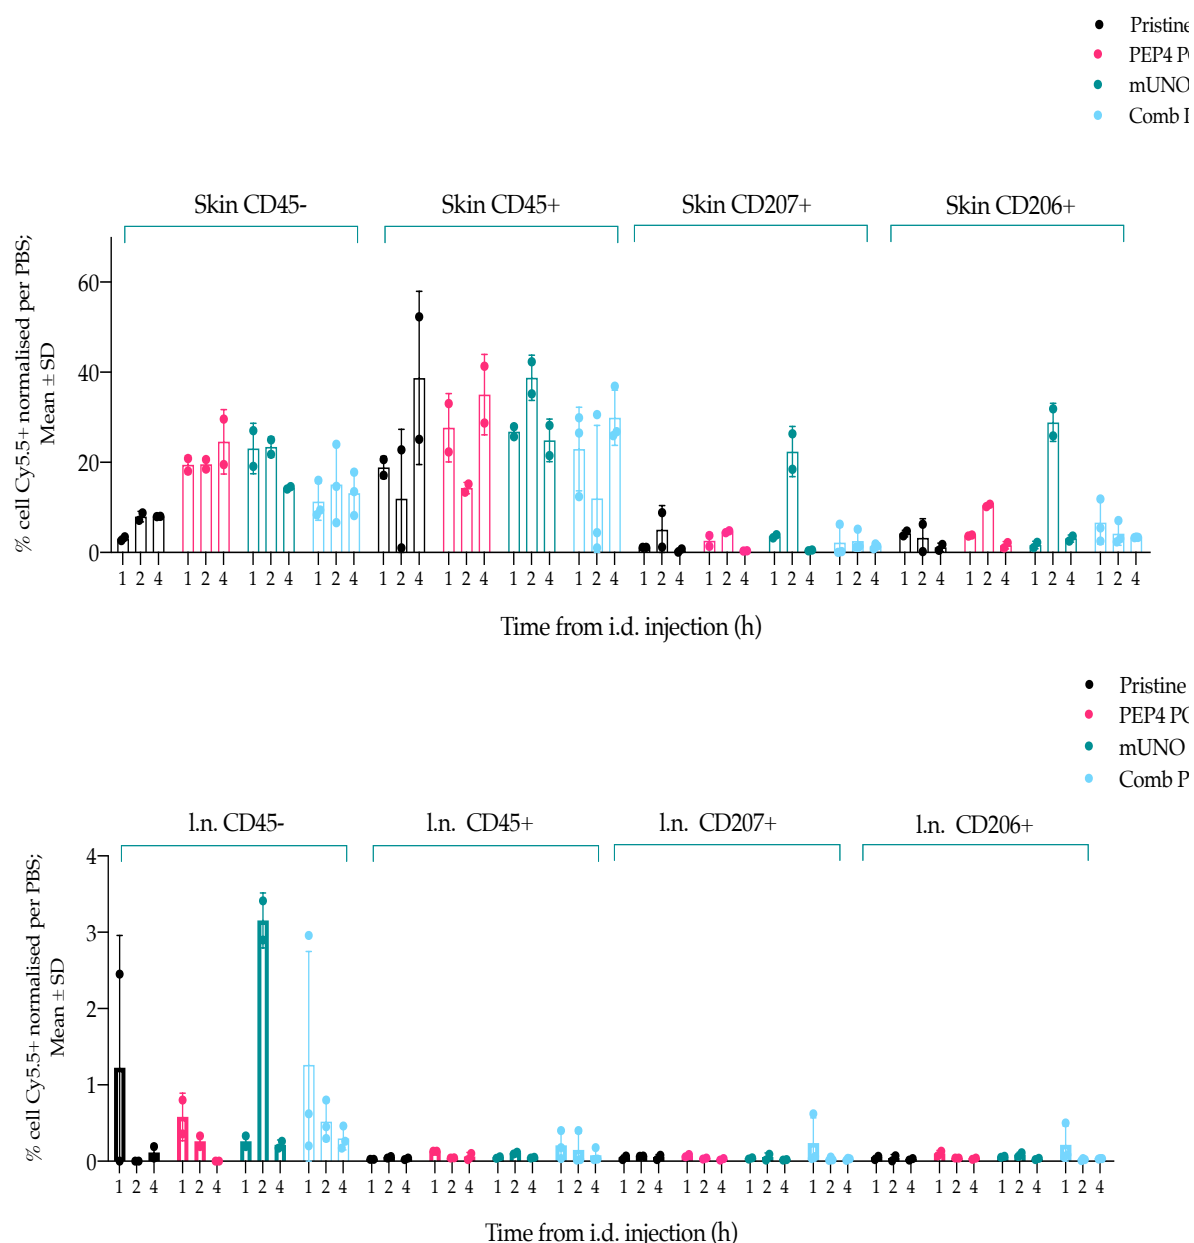 Pristine
PEP4 PO
mUNO
Comb
Skin CD45-
Skin CD45+
Skin CD207+
Skin CD206+
% cell Cy5.5+ normalised per PBS;
Mean ± SD
60
40
20
0
1 2 4 1 2 4 1 2 4 1 2 4 1 2 4 1 2 4 1 2 4 1 2 4 1 2 4 1 2 4 1 2 4 1 2 4 1 2 4 1 2 4 1 2 4 1 2 4
Time from i.d. injection (h)
Pristine
PEP4 PO
mUNO
Comb P
l.n. CD45-
l.n. CD45+
l.n. CD207+
l.n. CD206+
% cell Cy5.5+ normalised per PBS;
Mean ± SD
4
3
2
1
0
1 2 4 1 2 4 1 2 4 1 2 4 1 2 4 1 2 4 1 2 4 1 2 4 1 2 4 1 2 4 1 2 4 1 2 4 1 2 4 1 2 4 1 2 4 1 2 4
Time from i.d. injection (h)